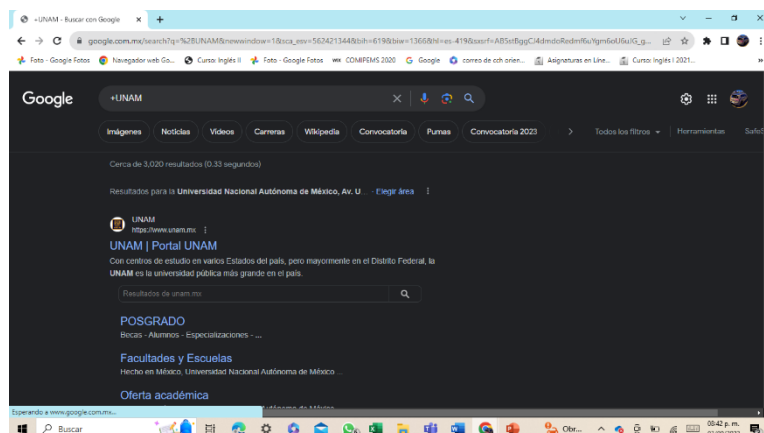 +UNAM - Buscar con Google
google.com.mx/search?q=%2BUNAM&newwindow=1&sca_esv=562421344&bih=619&biw=1366&hl=es-419&sxsrf=
Foto - Google Fotos Navegador web Go... Curso: Inglés II Foto - Google Fotos WIX COMIPEMS 2020 Google correo de cch orien... Asignaturas en Líne... Curso: Inglés I 2021...
Google +UNAM
Imágenes Noticias Videos Carreras Wikipedia Convocatoria Pumas Convocatoria 2023 Todos los filtros Herramientas
Cerca de 3,020 resultados (0.33 segundos)
Resultados para la Universidad Nacional Autónoma de México, Av. U... · Elegir área
UNAM
https://www.unam.mx
UNAM | Portal UNAM
Con centros de estudio en varios Estados del país, pero mayormente en el Distrito Federal, la
UNAM es la universidad pública más grande en el país.
Resultados de unam.mx
POSGRADO
Becas - Alumnos - Especializaciones - ...
Facultades y Escuelas
Hecho en México, Universidad Nacional Autónoma de México ...
Oferta académica
Esperando a www.google.com.mx...
Buscar Obr... 08:42 p. m.